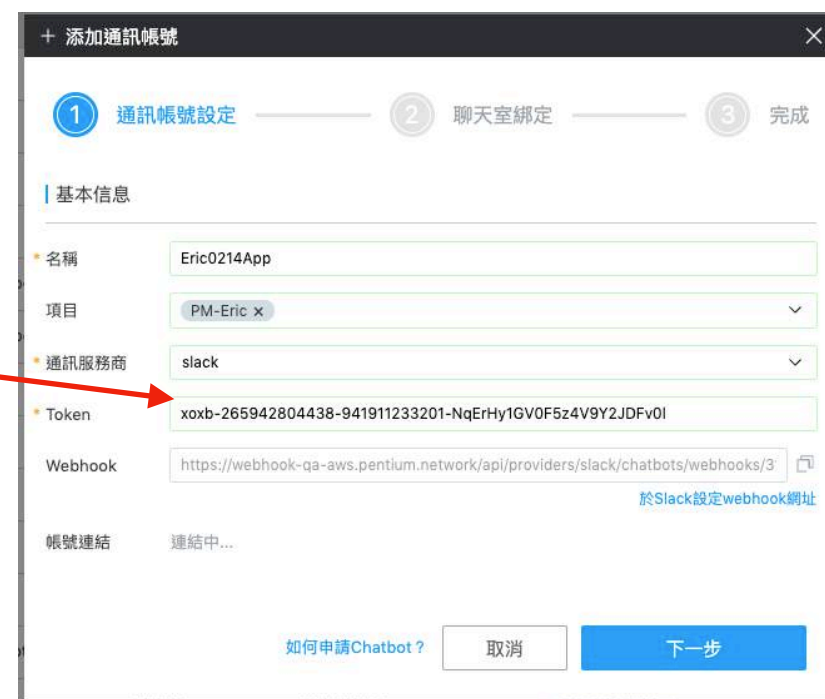 + 添加通訊帳號
1 通訊帳號設定 2 聊天室綁定 3 完成
基本信息
* 名稱 Eric0214App
項目 PM-Eric ×
* 通訊服務商 slack
* Token xoxb-265942804438-941911233201-NqErHy1GV0F5z4V9Y2JDFv0l
Webhook https://webhook-qa-aws.pentium.network/api/providers/slack/chatbots/webhooks/3
於Slack設定webhook網址
帳號連結 連結中...
如何申請Chatbot？ 取消 下一步